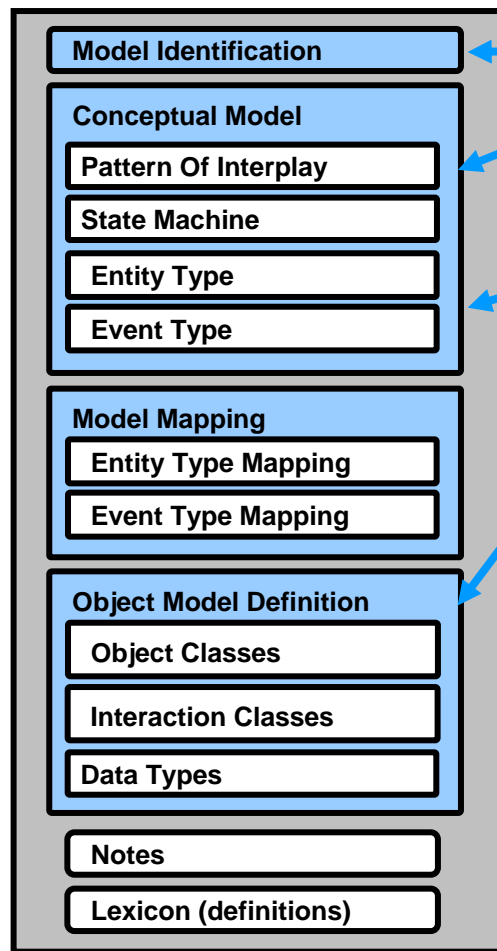 Model Identification
Conceptual Model
Pattern Of Interplay
State Machine
Entity Type
Event Type
Model Mapping
Entity Type Mapping
Event Type Mapping
Object Model Definition
Object Classes
Interaction Classes
Data Types
Notes
Lexicon (definitions)